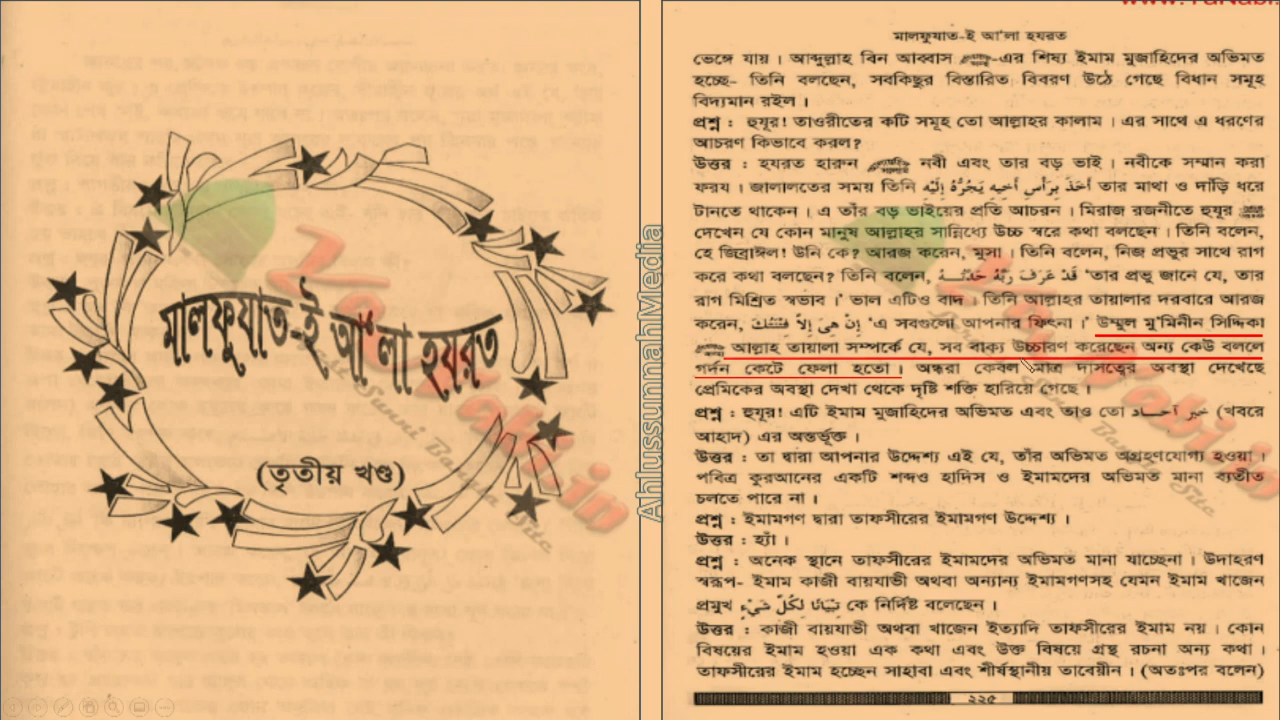 মালফুযাত-ই আ'লা হযরত
(তৃতীয় খণ্ড)
AhlussunnahMedia
মালফুযাত-ই আ'লা হযরত
ভেঙ্গে যায়। আব্দুল্লাহ বিন আব্বাস -এর শিষ্য ইমাম মুজাহিদের অভিমত
হচ্ছে- তিনি বলছেন, সবকিছুর বিস্তারিত বিবরণ উঠে গেছে বিধান সমূহ
বিদ্যমান রইল।
প্রশ্ন : হুযুর! তাওরীতের কটি সমূহ তো আল্লাহর কালাম। এর সাথে এ ধরণের
আচরণ কিভাবে করল?
উত্তর : হযরত হারুন নবী এবং তার বড় ভাই। নবীকে সম্মান করা
ফরয। জালালতের সময় তিনি أَخَذَ بِرَأْسِ أَخِيهِ يَجُرُّهُ إِلَيْهِ তার মাথা ও দাঁড়ি ধরে
টানতে থাকেন। এ তাঁর বড় ভাইয়ের প্রতি আচরন। মিরাজ রজনীতে হুযুর
দেখেন যে কোন মানুষ আল্লাহর সান্নিধ্যে উচ্চ স্বরে কথা বলছেন। তিনি বলেন,
হে জিব্রাঈল! উনি কে? আরজ করেন, মুসা। তিনি বলেন, নিজ প্রভুর সাথে রাগ
করে কথা বলছেন? তিনি বলেন, قَدْ عَرَفَ رَبُّهُ حِدَّتَهُ 'তার প্রভু জানে যে, তার
রাগ মিশ্রিত স্বভাব।' ভাল এটিও বাদ। তিনি আল্লাহর তায়ালার দরবারে আরজ
করেন, إِنْ هِىَ إِلَّا فِتْنَتُكَ 'এ সবগুলো আপনার ফিৎনা।' উম্মুল মু'মিনীন সিদ্দিকা
আল্লাহ তায়ালা সম্পর্কে যে, সব বাক্য উচ্চারণ করেছেন অন্য কেউ বললে
গর্দন কেটে ফেলা হতো। অন্ধরা কেবল মাত্র দাসত্বের অবস্থা দেখেছে
প্রেমিকের অবস্থা দেখা থেকে দৃষ্টি শক্তি হারিয়ে গেছে।
প্রশ্ন : হুযুর! এটি ইমাম মুজাহিদের অভিমত এবং তাও তো خبر آحاد (খবরে
আহাদ) এর অন্তর্ভূক্ত।
উত্তর : তা দ্বারা আপনার উদ্দেশ্য এই যে, তাঁর অভিমত অগ্রহণযোগ্য হওয়া।
পবিত্র কুরআনের একটি শব্দও হাদিস ও ইমামদের অভিমত মানা ব্যতীত
চলতে পারে না।
প্রশ্ন : ইমামগণ দ্বারা তাফসীরের ইমামগণ উদ্দেশ্য।
উত্তর : হ্যাঁ।
প্রশ্ন : অনেক স্থানে তাফসীরের ইমামদের অভিমত মানা যাচ্ছেনা। উদাহরণ
স্বরূপ- ইমাম কাজী বায়যাভী অথবা অন্যান্য ইমামগণসহ যেমন ইমাম খাজেন
প্রমুখ تِبْيَانًا لِكُلِّ شَيْءٍ কে নির্দিষ্ট বলেছেন।
উত্তর : কাজী বায়যাভী অথবা খাজেন ইত্যাদি তাফসীরের ইমাম নয়। কোন
বিষয়ের ইমাম হওয়া এক কথা এবং উক্ত বিষয়ে গ্রন্থ রচনা অন্য কথা।
তাফসীরের ইমাম হচ্ছেন সাহাবা এবং শীর্ষস্থানীয় তাবেয়ীন। (অতঃপর বলেন)
২২৫